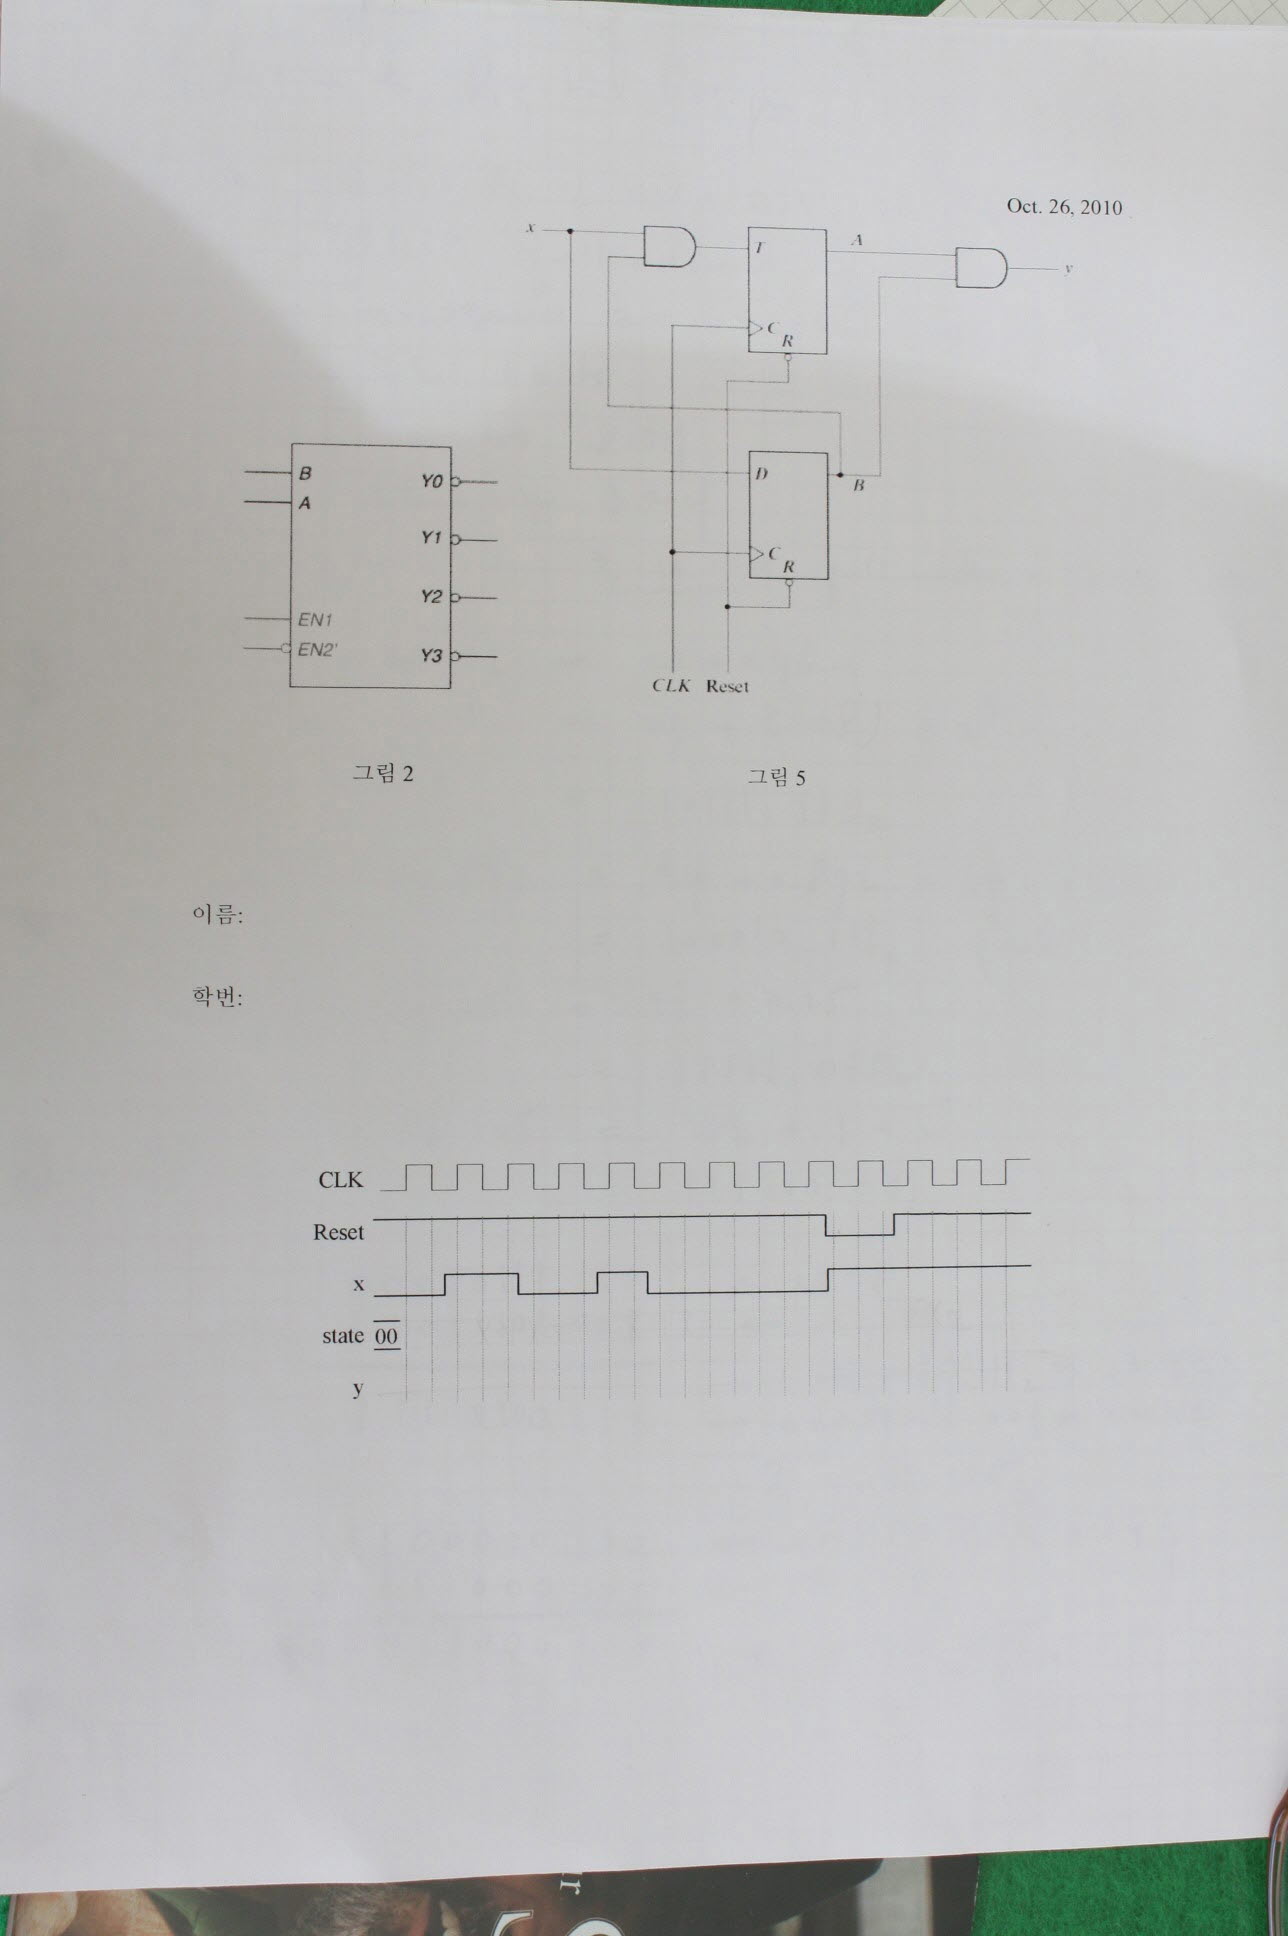 Oct. 26, 2010
x
T
A
y
C
R
D
B
C
R
CLK Reset
B
A
EN1
EN2'
Y0
Y1
Y2
Y3
그림 2
그림 5
이름:
학번:
CLK
Reset
x
state 00
y